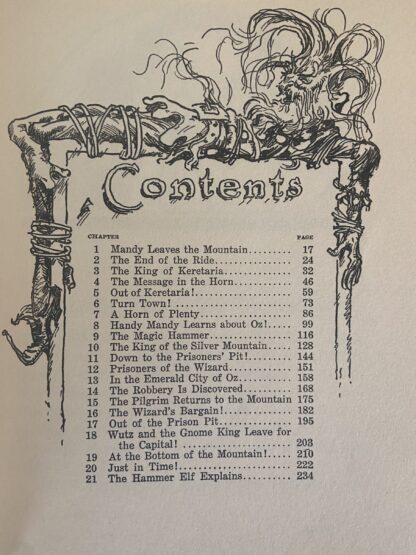 Contents
CHAPTER PAGE
1 Mandy Leaves the Mountain......... 17
2 The End of the Ride............... 24
3 The King of Keretaria............. 32
4 The Message in the Horn........... 46
5 Out of Keretaria!................. 59
6 Turn Town! ....................... 73
7 A Horn of Plenty.................. 86
8 Handy Mandy Learns about Oz!...... 99
9 The Magic Hammer.................. 116
10 The King of the Silver Mountain.... 128
11 Down to the Prisoners' Pit!........ 144
12 Prisoners of the Wizard........... 151
13 In the Emerald City of Oz......... 158
14 The Robbery Is Discovered......... 168
15 The Pilgrim Returns to the Mountain 175
16 The Wizard's Bargain!............. 182
17 Out of the Prison Pit............. 195
18 Wutz and the Gnome King Leave for
the Capital! ..................... 203
19 At the Bottom of the Mountain!..... 210
20 Just in Time!..................... 222
21 The Hammer Elf Explains........... 234